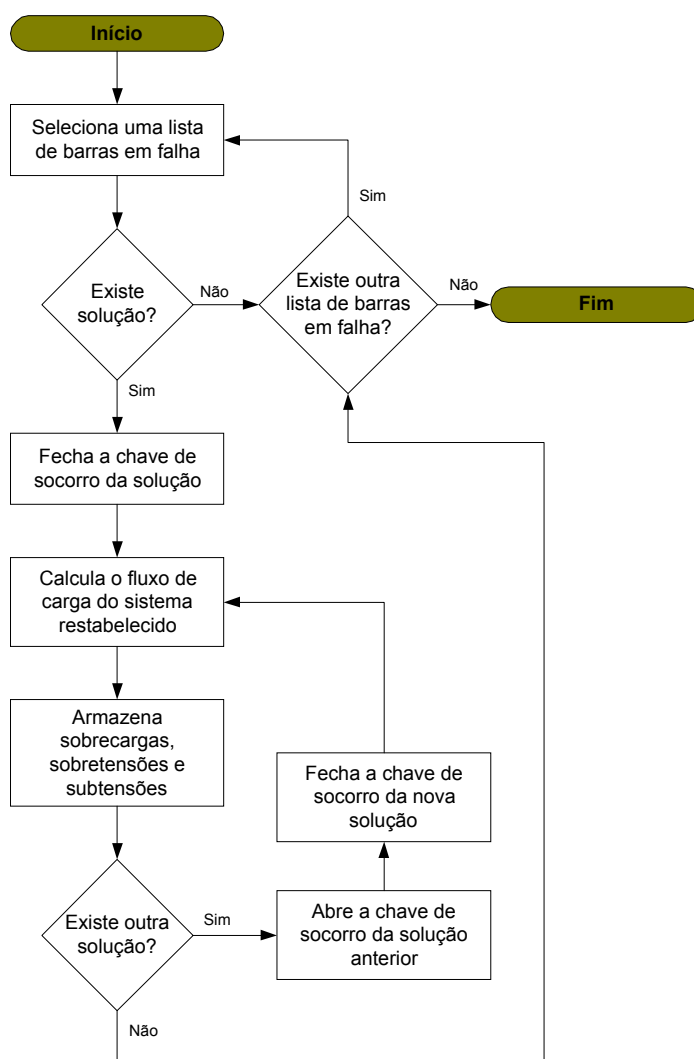 Início
Seleciona uma lista
de barras em falha
Sim
Existe
solução?
Não
Existe outra
lista de barras
em falha?
Não
Fim
Sim
Fecha a chave de
socorro da solução
Calcula o fluxo de
carga do sistema
restabelecido
Armazena
sobrecargas,
sobretensões e
subtensões
Fecha a chave de
socorro da nova
solução
Existe outra
solução?
Sim
Abre a chave de
socorro da solução
anterior
Não